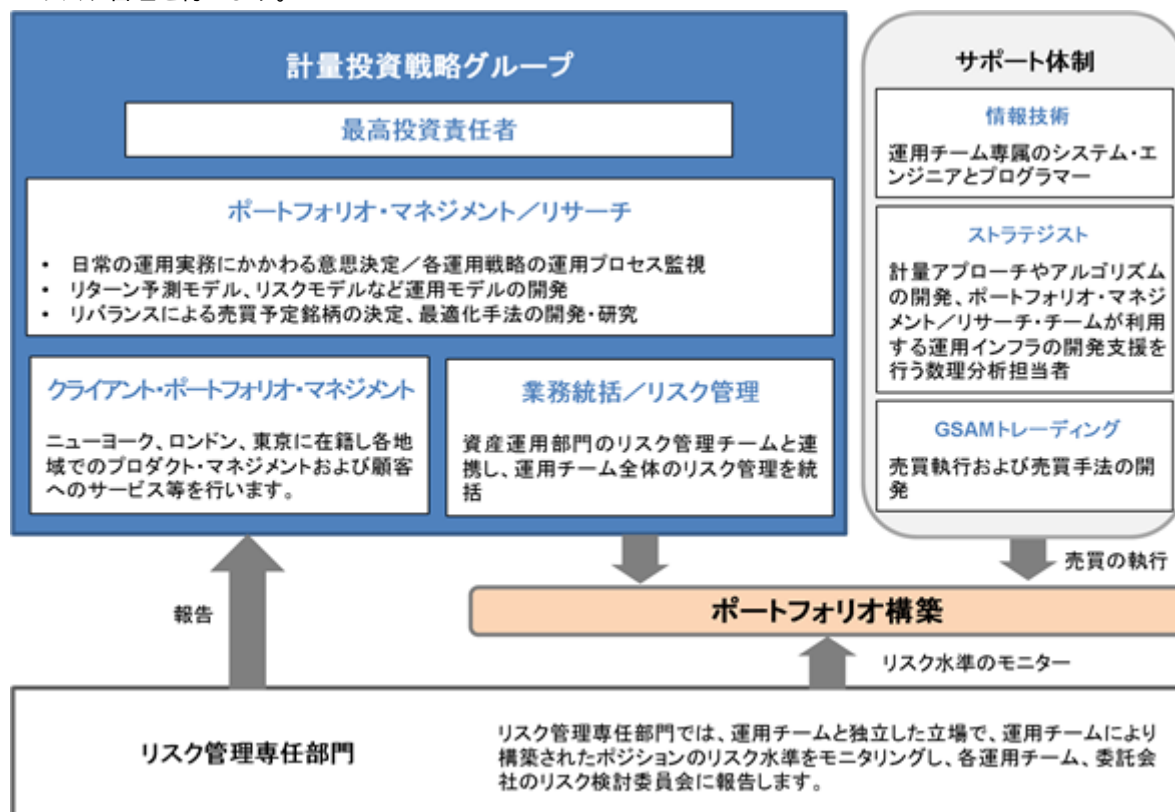 計量投資戦略グループ
最高投資責任者
ポートフォリオ・マネジメント／リサーチ
• 日常の運用実務にかかわる意思決定／各運用戦略の運用プロセス監視
• リターン予測モデル、リスクモデルなど運用モデルの開発
• リバランスによる売買予定銘柄の決定、最適化手法の開発・研究
クライアント・ポートフォリオ・マネジメント
ニューヨーク、ロンドン、東京に在籍し各地
域でのプロダクト・マネジメントおよび顧客
へのサービス等を行います。
業務統括／リスク管理
資産運用部門のリスク管理チームと連
携し、運用チーム全体のリスク管理を統
括
サポート体制
情報技術
運用チーム専属のシステム・エ
ンジニアとプログラマー
ストラテジスト
計量アプローチやアルゴリズム
の開発、ポートフォリオ・マネジ
メント／リサーチ・チームが利用
する運用インフラの開発支援を
行う数理分析担当者
GSAMトレーディング
売買執行および売買手法の開
発
売買の執行
報告
ポートフォリオ構築
リスク水準のモニター
リスク管理専任部門
リスク管理専任部門では、運用チームと独立した立場で、運用チームにより
構築されたポジションのリスク水準をモニタリングし、各運用チーム、委託会
社のリスク検討委員会に報告します。